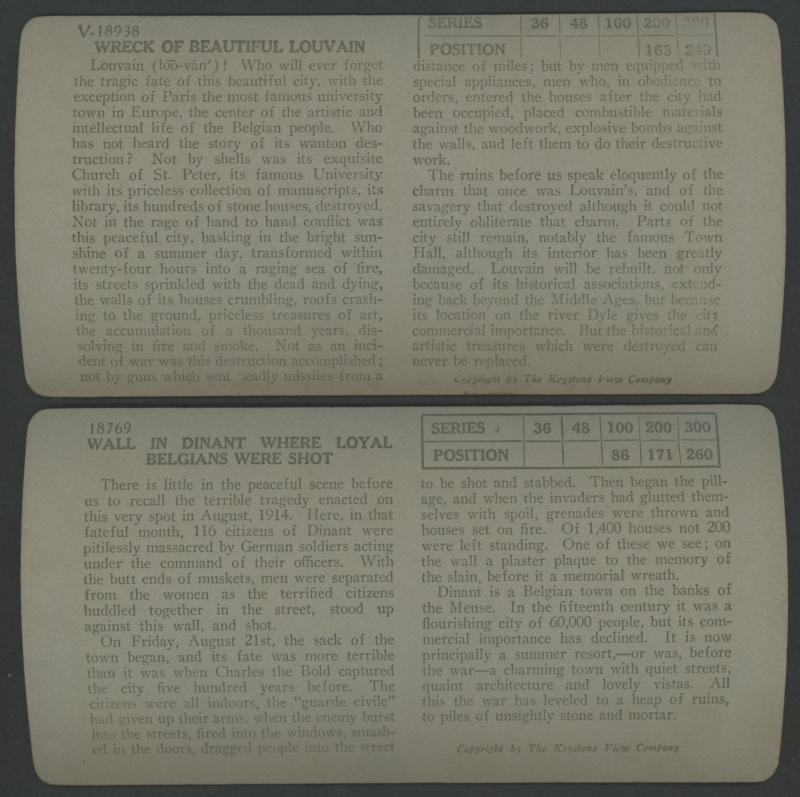 V-18938
WRECK OF BEAUTIFUL LOUVAIN
Louvain (lōō-văn')! Who will ever forget
the tragic fate of this beautiful city, with the
exception of Paris the most famous university
town in Europe, the center of the artistic and
intellectual life of the Belgian people. Who
has not heard the story of its wanton des-
truction? Not by shells was its exquisite
Church of St. Peter, its famous University
with its priceless collection of manuscripts, its
library, its hundreds of stone houses, destroyed.
Not in the rage of hand to hand conflict was
this peaceful city, basking in the bright sun-
shine of a summer day, transformed within
twenty-four hours into a raging sea of fire,
its streets sprinkled with the dead and dying,
the walls of its houses crumbling, roofs crash-
ing to the ground, priceless treasures of art,
the accumulation of a thousand years, dis-
solving in fire and smoke. Not as an inci-
dent of war was this destruction accomplished;
not by guns which sent deadly missiles from a
SERIES 36 48 100 200 300
POSITION 163 249
distance of miles; but by men equipped with
special appliances, men who, in obedience to
orders, entered the houses after the city had
been occupied, placed combustible materials
against the woodwork, explosive bombs against
the walls, and left them to do their destructive
work.
The ruins before us speak eloquently of the
charm that once was Louvain's, and of the
savagery that destroyed although it could not
entirely obliterate that charm. Parts of the
city still remain, notably the famous Town
Hall, although its interior has been greatly
damaged. Louvain will be rebuilt, not only
because of its historical associations, extend-
ing back beyond the Middle Ages, but because
its location on the river Dyle gives the city
commercial importance. But the historical and
artistic treasures which were destroyed can
never be replaced.
Copyright by The Keystone View Company
18769
WALL IN DINANT WHERE LOYAL
BELGIANS WERE SHOT
There is little in the peaceful scene before
us to recall the terrible tragedy enacted on
this very spot in August, 1914. Here, in that
fateful month, 116 citizens of Dinant were
pitilessly massacred by German soldiers acting
under the command of their officers. With
the butt ends of muskets, men were separated
from the women as the terrified citizens
huddled together in the street, stood up
against this wall, and shot.
On Friday, August 21st, the sack of the
town began, and its fate was more terrible
than it was when Charles the Bold captured
the city five hundred years before. The
citizens were all indoors, the "guarde civile"
had given up their arms, when the enemy burst
into the streets, fired into the windows, smash-
ed in the doors, dragged people into the street
SERIES 36 48 100 200 300
POSITION 86 171 260
to be shot and stabbed. Then began the pill-
age, and when the invaders had glutted them-
selves with spoil, grenades were thrown and
houses set on fire. Of 1,400 houses not 200
were left standing. One of these we see; on
the wall a plaster plaque to the memory of
the slain, before it a memorial wreath.
Dinant is a Belgian town on the banks of
the Meuse. In the fifteenth century it was a
flourishing city of 60,000 people, but its com-
mercial importance has declined. It is now
principally a summer resort,—or was, before
the war—a charming town with quiet streets,
quaint architecture and lovely vistas. All
this the war has leveled to a heap of ruins,
to piles of unsightly stone and mortar.
Copyright by The Keystone View Company